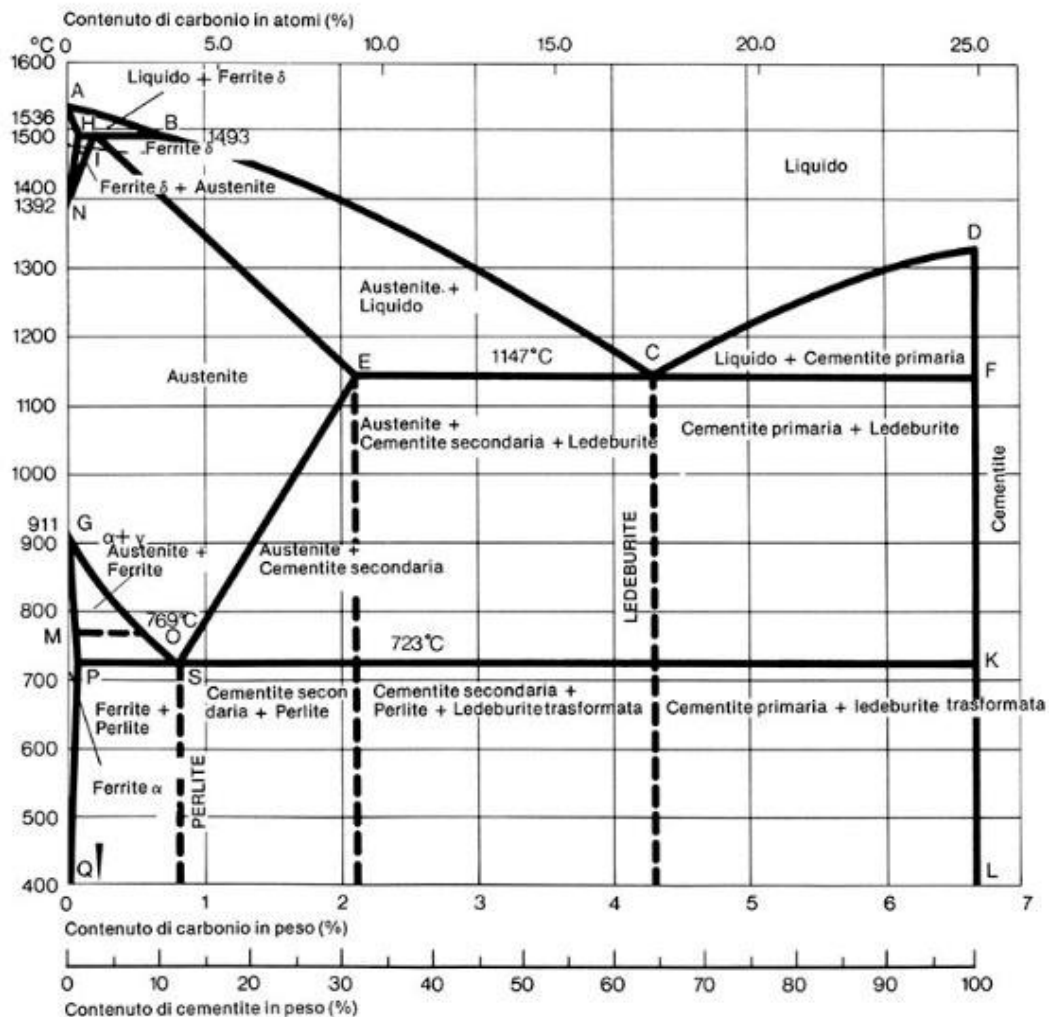 Contenuto di carbonio in atomi (%)
°C 0 5.0 10.0 15.0 20.0 25.0
1600
Liquido + Ferrite δ
A
1536
H B
1500
1493
Ferrite δ
I
Liquido
1400
Ferrite δ + Austenite
1392
N
D
1300
Austenite +
Liquido
1200
1147°C
C
Liquido + Cementite primaria
E
F
Austenite
1100
Austenite +
Cementite secondaria + Ledeburite
Cementite primaria + Ledeburite
1000
Cementite
LEDEBURITE
911
G
α + γ
900
Austenite +
Ferrite
Austenite +
Cementite secondaria
800
769°C
M
O
723°C
K
700
P
S
Ferrite +
Perlite
Cementite secon
daria + Perlite
Cementite secondaria +
Perlite + Ledeburite trasformata
Cementite primaria + ledeburite trasformata
600
Ferrite α
PERLITE
500
Q
L
400
0 1 2 3 4 5 6 7
Contenuto di carbonio in peso (%)
0 10 20 30 40 50 60 70 80 90 100
Contenuto di cementite in peso (%)